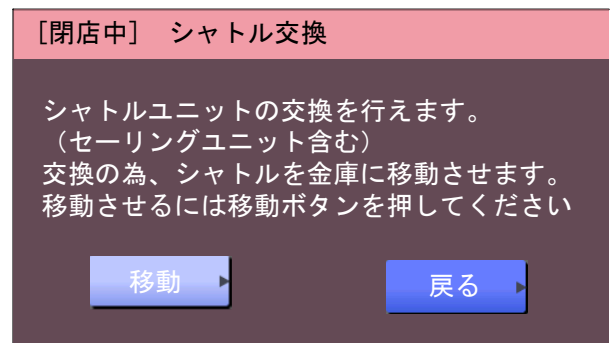 [閉店中] シャトル交換
シャトルユニットの交換を行えます。
（セーリングユニット含む）
交換の為、シャトルを金庫に移動させます。
移動させるには移動ボタンを押してください
移動
戻る